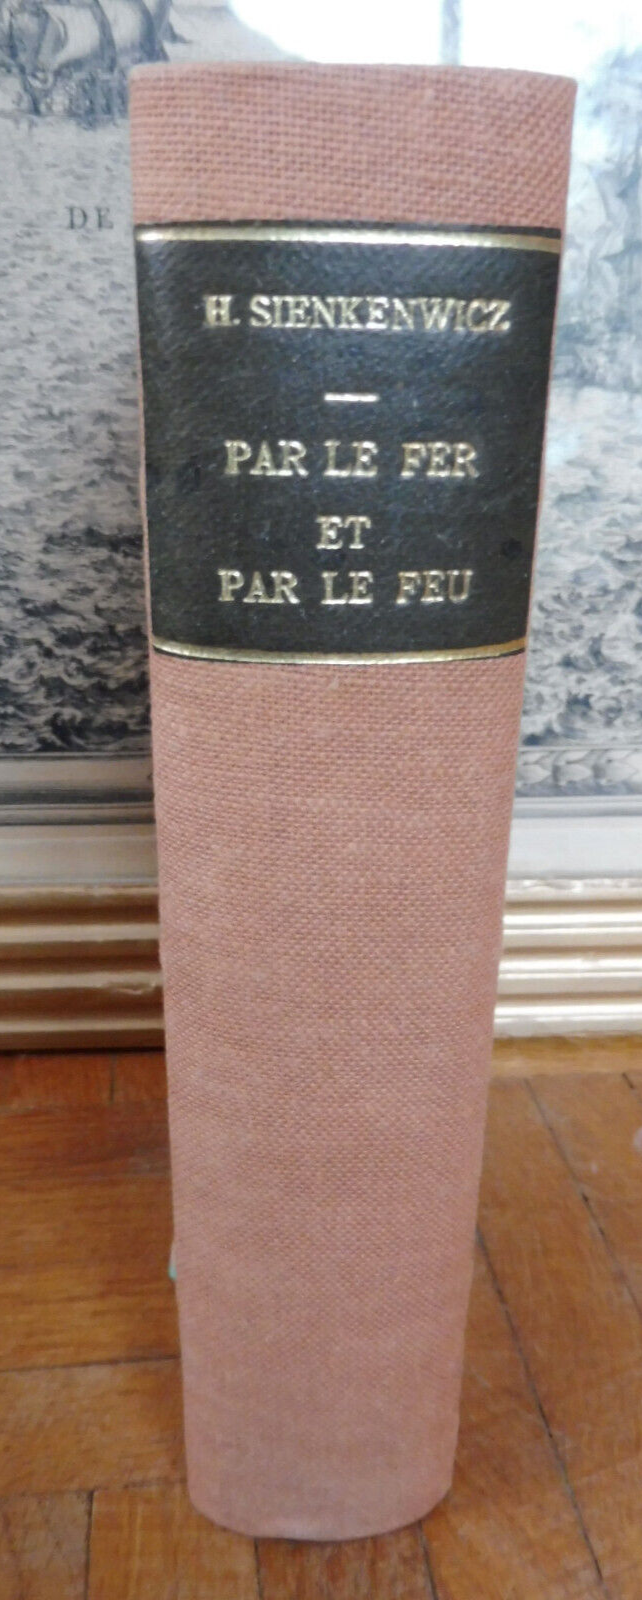 DE
H. SIENKENWICZ
PAR LE FER
ET
PAR LE FEU